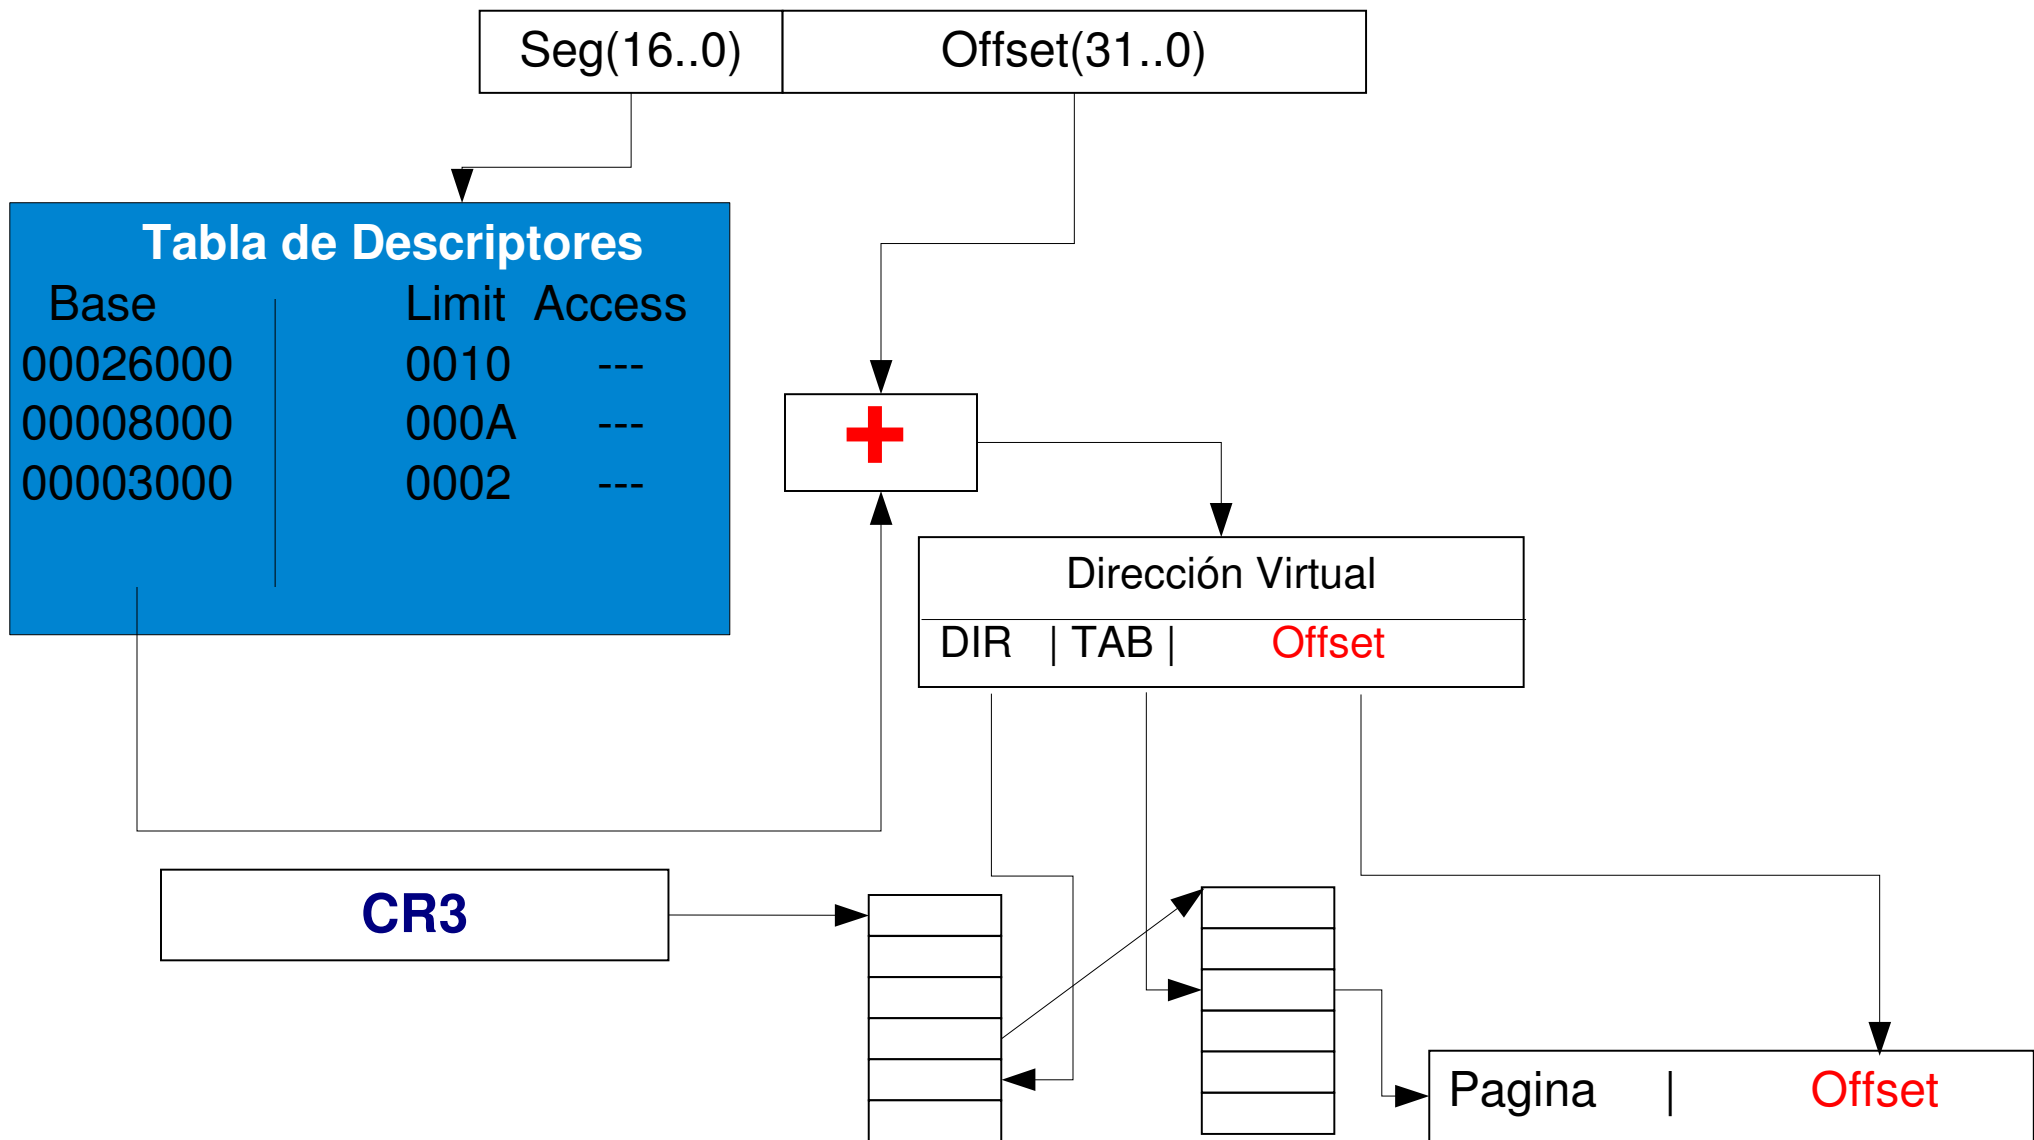 Seg(16..0) Offset(31..0)
Tabla de Descriptores
Base Limit Access
00026000 0010 ---
00008000 000A ---
00003000 0002 ---
+
Dirección Virtual
DIR | TAB | Offset
CR3
Pagina | Offset